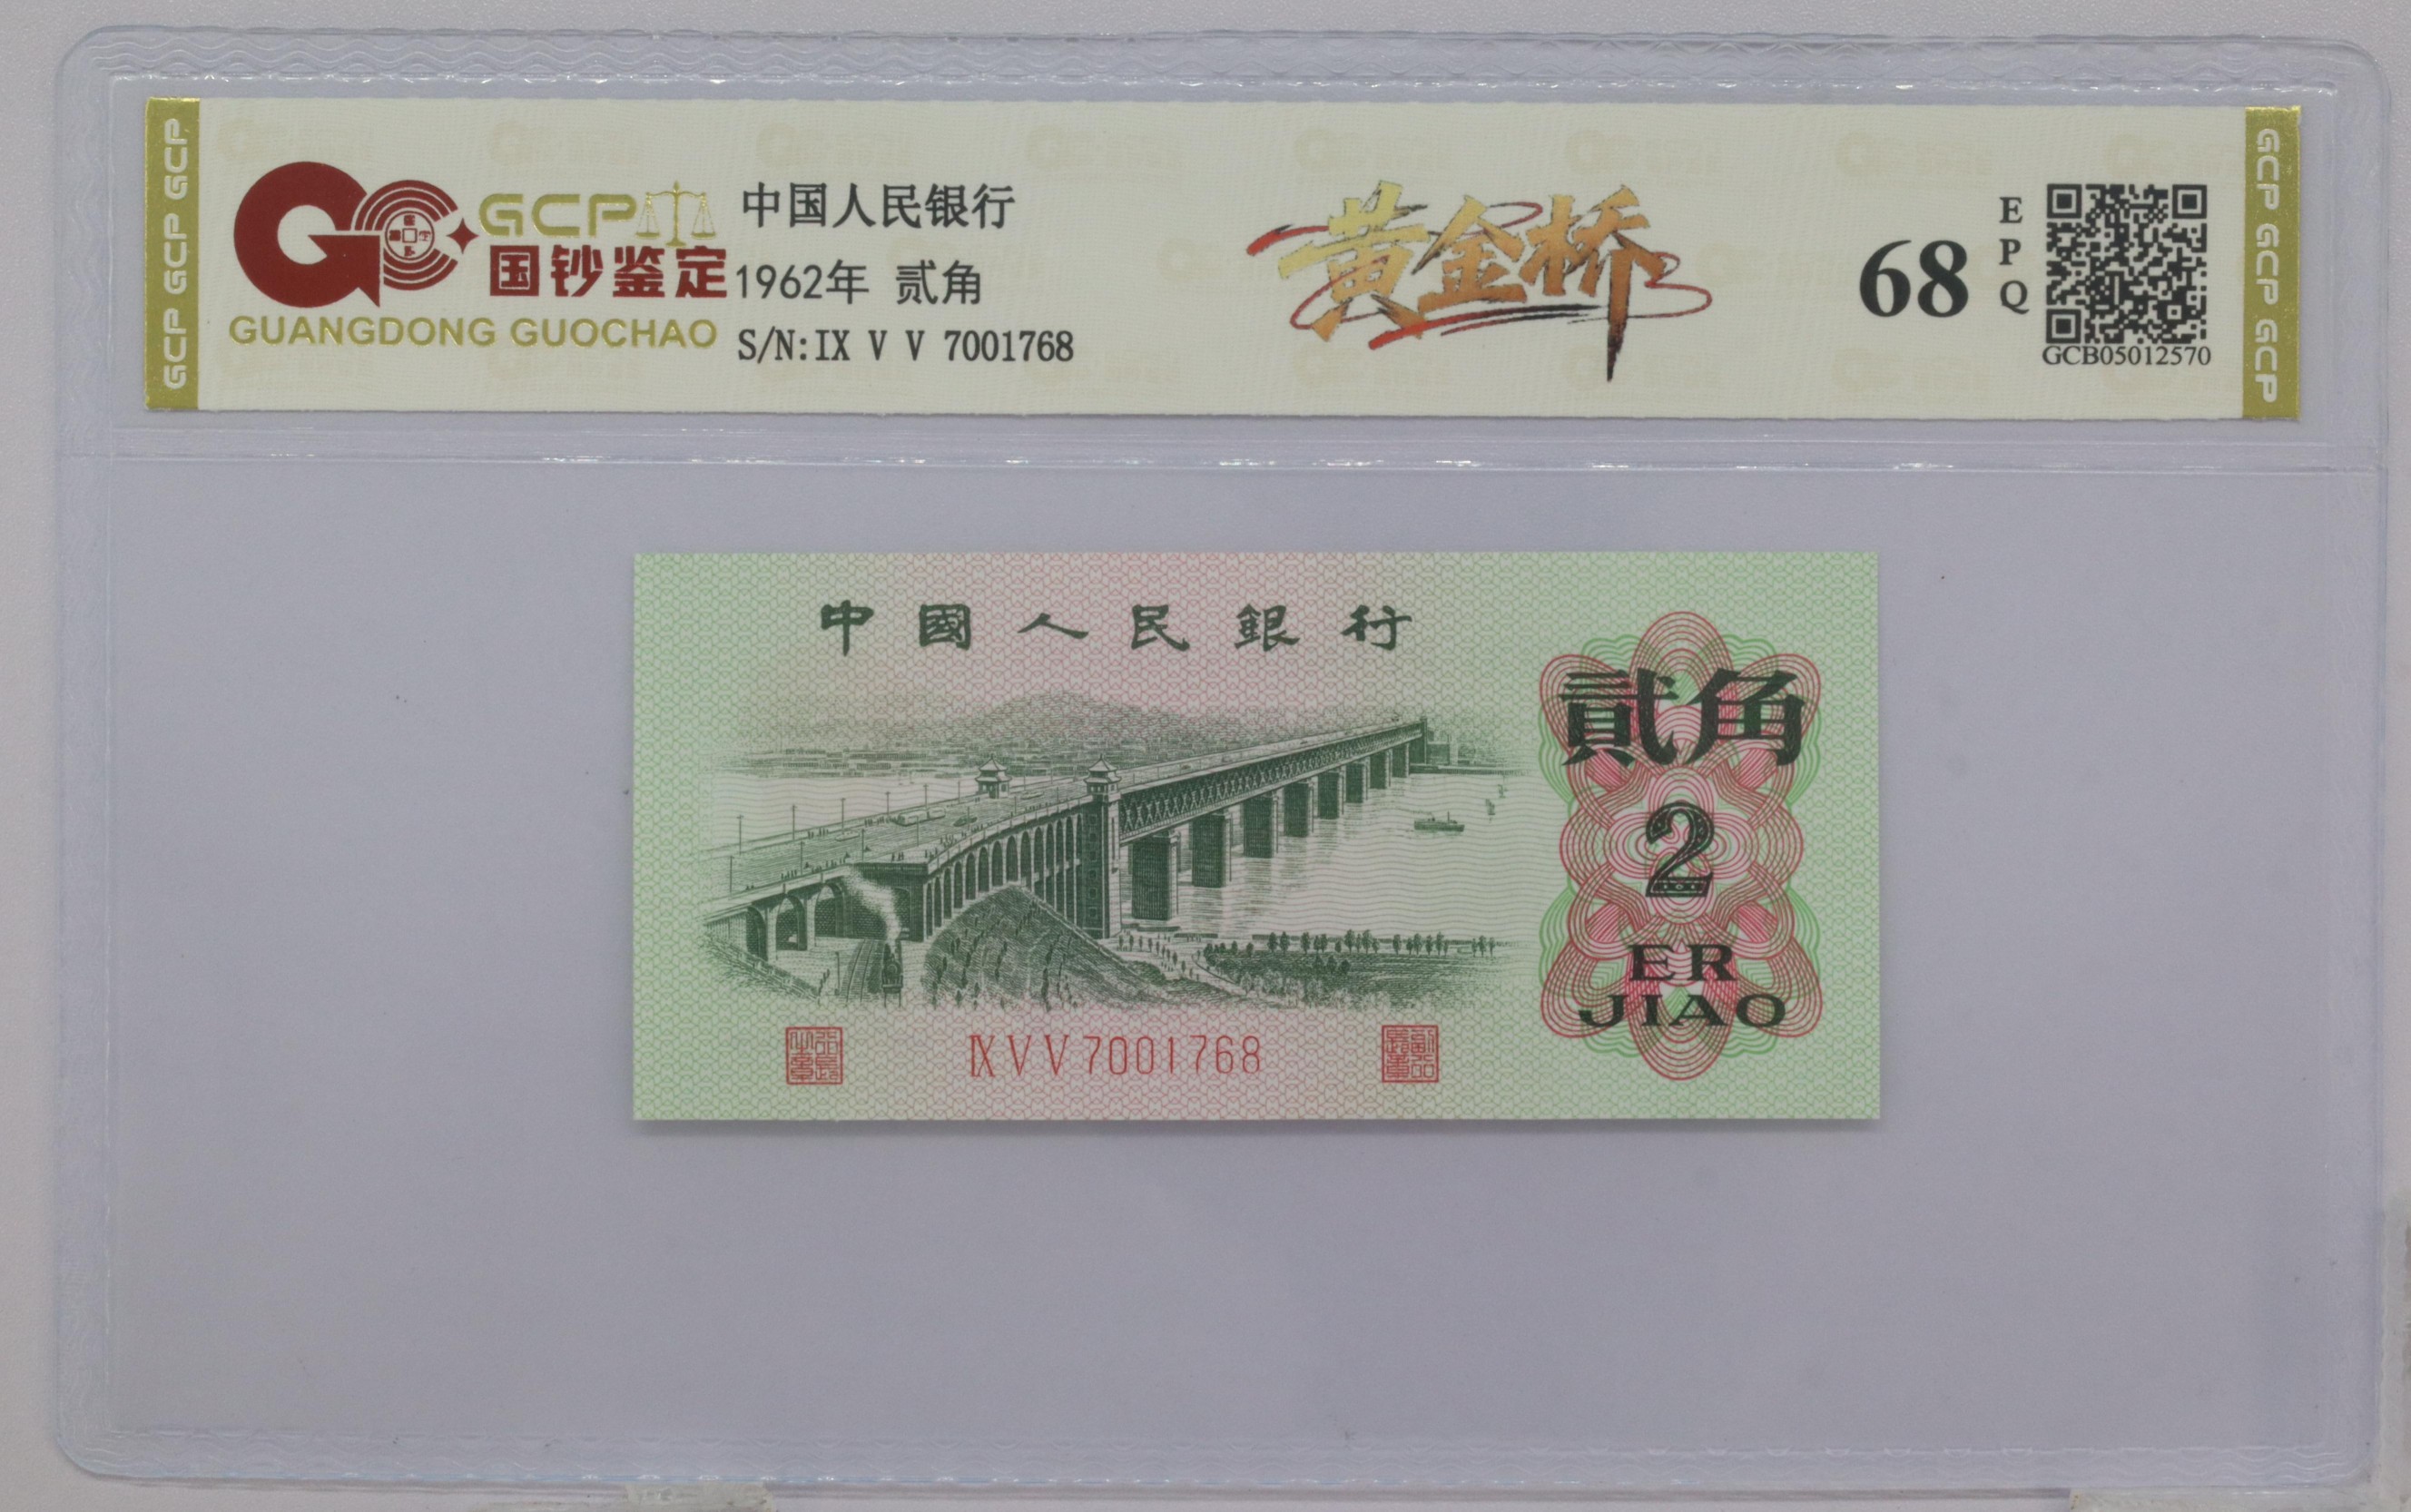 GCP GCP GCP
GCP
国钞鉴定
GUANGDONG GUOCHAO
中国人民银行
1962年 贰角
S/N:IX V V 7001768
黄金桥
68
EPQ
GCB05012570
GCP GCP GCP
中國人民銀行
貳角
2
ER
JIAO
IX V V 7001768